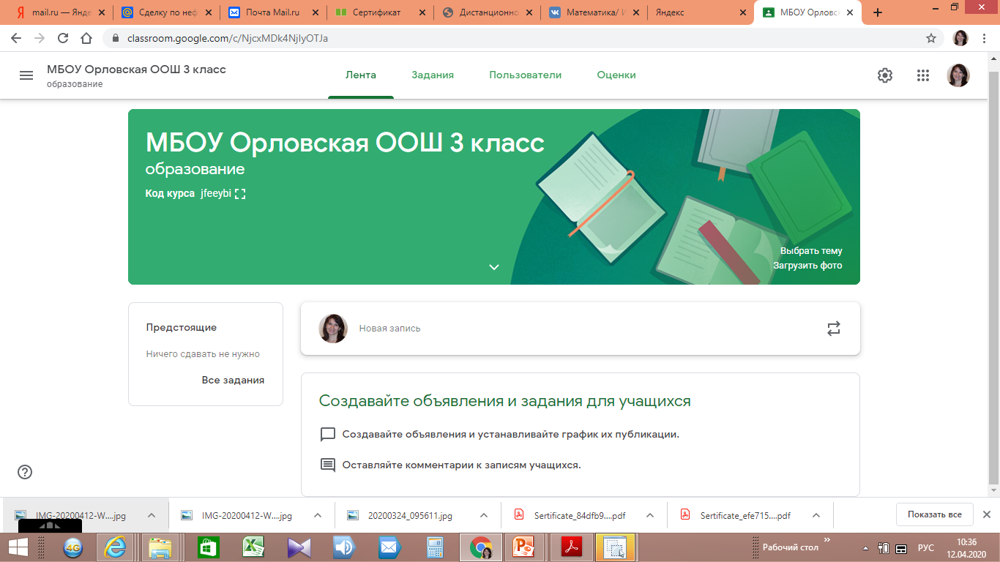 mail.ru — Янде
Сделку по неф
Почта Mail.ru
Сертификат
Дистанционно
Математика/ И
Яндекс
МБОУ Орловс
classroom.google.com/c/NjcxMDk4NjIyOTJa
МБОУ Орловская ООШ 3 класс
образование
Лента
Задания
Пользователи
Оценки
МБОУ Орловская ООШ 3 класс
образование
Код курса jfeeybi
Выбрать тему
Загрузить фото
Предстоящие
Ничего сдавать не нужно
Все задания
Новая запись
Создавайте объявления и задания для учащихся
Создавайте объявления и устанавливайте график их публикации.
Оставляйте комментарии к записям учащихся.
IMG-20200412-W....jpg
IMG-20200412-W....jpg
20200324_095611.jpg
Sertificate_84dfb9....pdf
Sertificate_efe715....pdf
Показать все
4G
Рабочий стол
РУС
10:36
12.04.2020